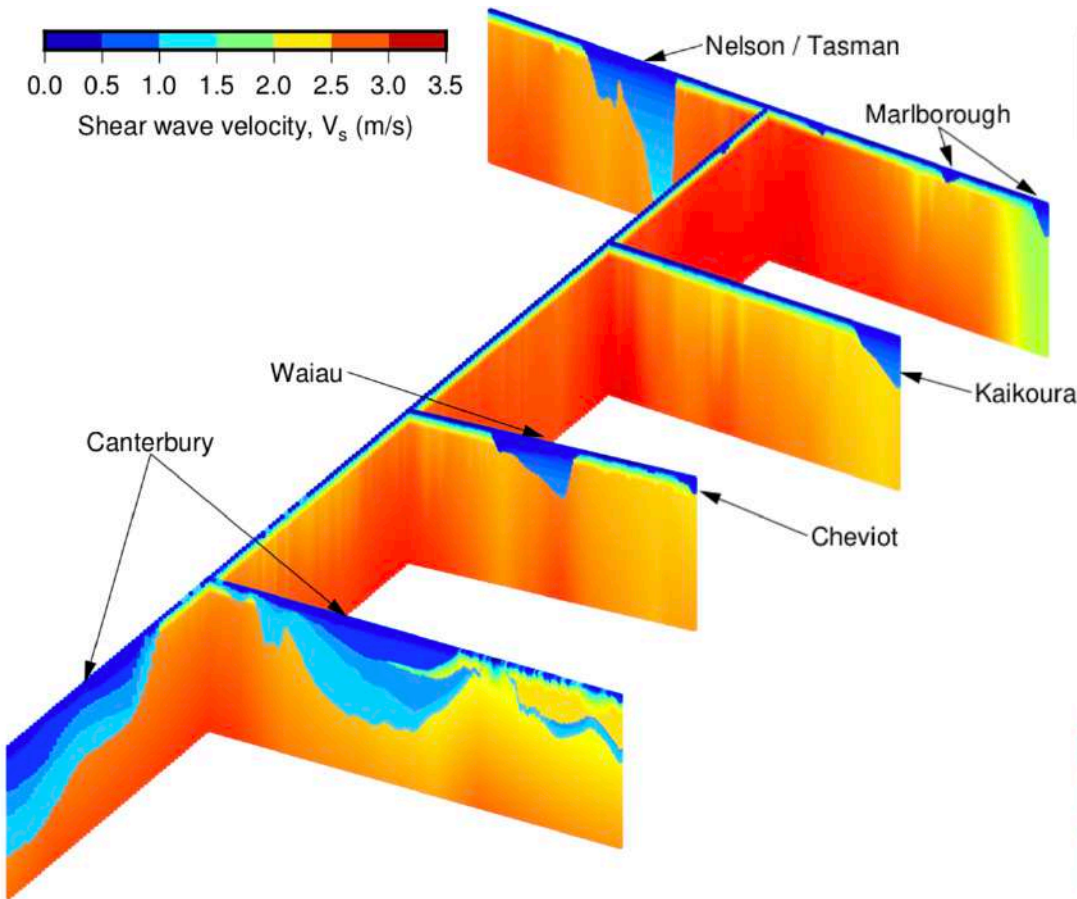 0.0 0.5 1.0 1.5 2.0 2.5 3.0 3.5
Shear wave velocity, Vs (m/s)
Nelson / Tasman
Marlborough
Kaikoura
Waiau
Canterbury
Cheviot